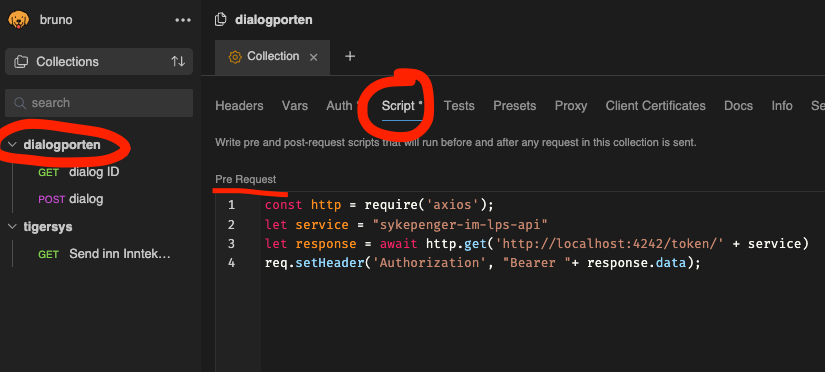 bruno
•••
Collections
search
dialogporten
GET dialog ID
POST dialog
tigersys
GET Send inn Inntek...
dialogporten
Collection × +
Headers Vars Auth Script Tests Presets Proxy Client Certificates Docs Info Se
Write pre and post-request scripts that will run before and after any request in this collection is sent.
Pre Request
1 const http = require('axios');
2 let service = "sykepenger-im-lps-api"
3 let response = await http.get('http://localhost:4242/token/' + service)
4 req.setHeader('Authorization', "Bearer "+ response.data);